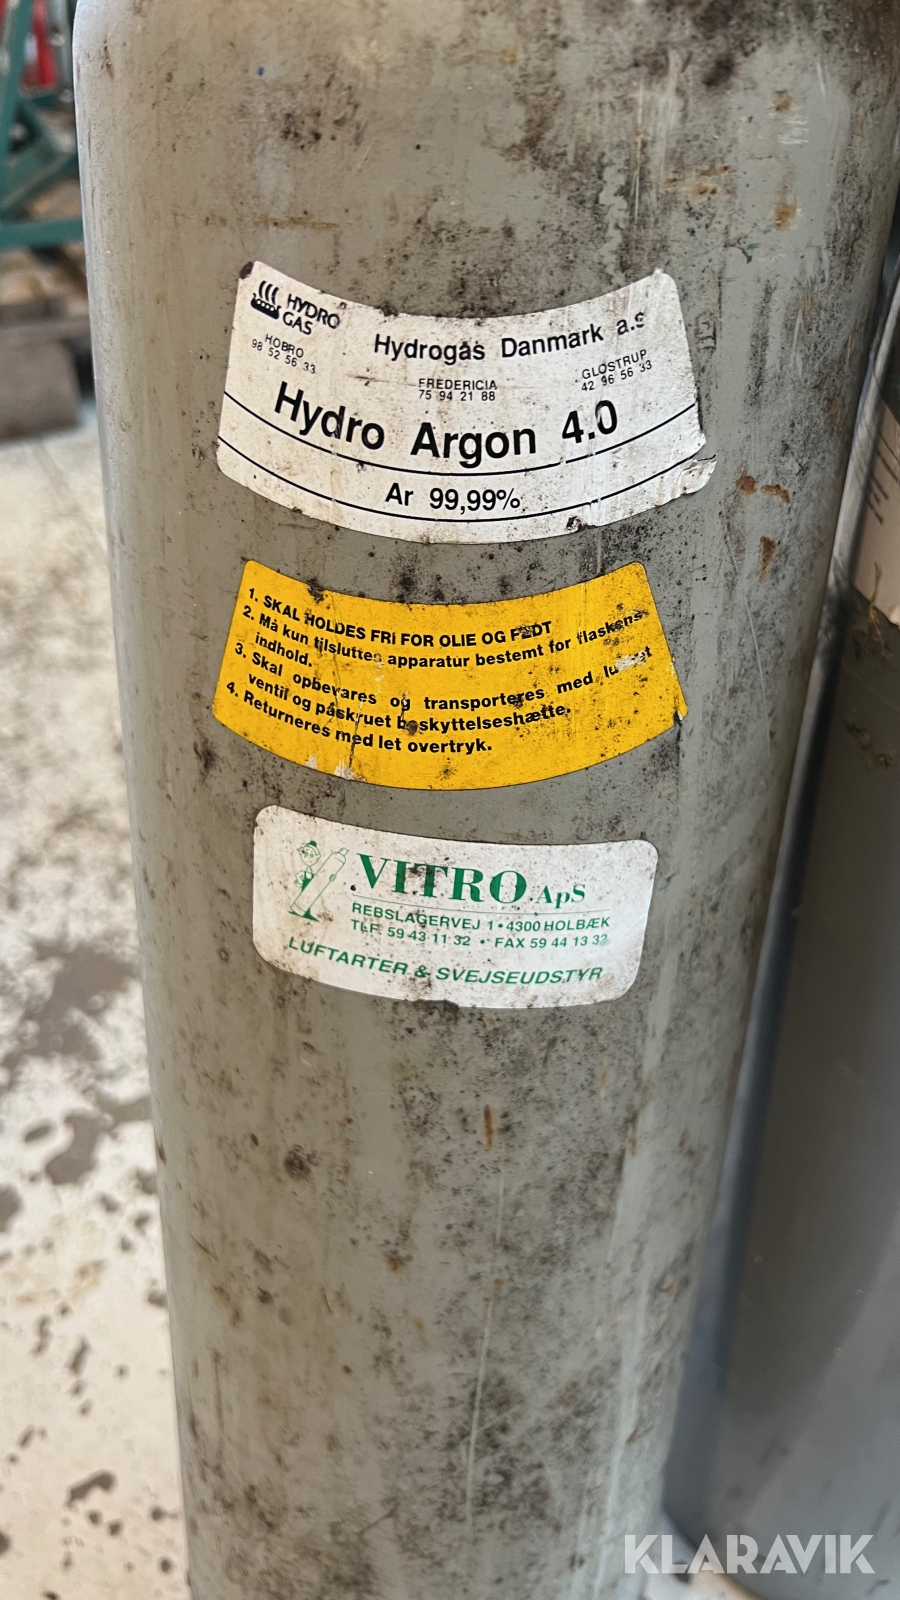 HYDRO
GAS
Hydrogas Danmark a.s
HOBRO
98 52 56 33
FREDERICIA
75 94 21 88
GLOSTRUP
42 96 56 33
Hydro Argon 4.0
Ar 99,99%
1. SKAL HOLDES FRI FOR OLIE OG FEDT
2. Må kun tilsluttes apparatur bestemt for flaskens
indhold.
3. Skal opbevares og transporteres med lukket
ventil og påskruet beskyttelseshætte.
4. Returneres med let overtryk.
VITRO ApS
REBSLAGERVEJ 1 • 4300 HOLBÆK
TLF. 59 43 11 32 • FAX 59 44 13 32
LUFTARTER & SVEJSEUDSTYR
KLARAVIK